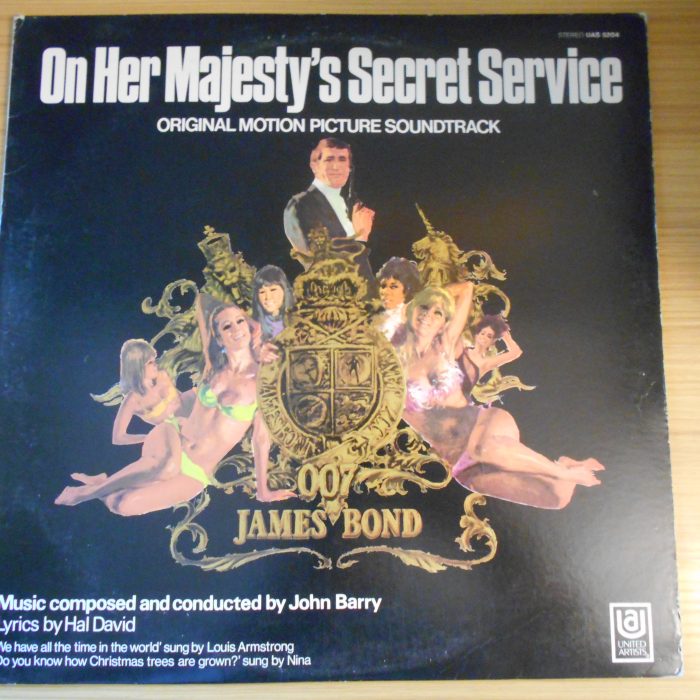 STEREO UAS 5204
On Her Majesty's Secret Service
ORIGINAL MOTION PICTURE SOUNDTRACK
007
JAMES BOND
Music composed and conducted by John Barry
Lyrics by Hal David
We have all the time in the world' sung by Louis Armstrong
Do you know how Christmas trees are grown?' sung by Nina
UA
UNITED
ARTISTS